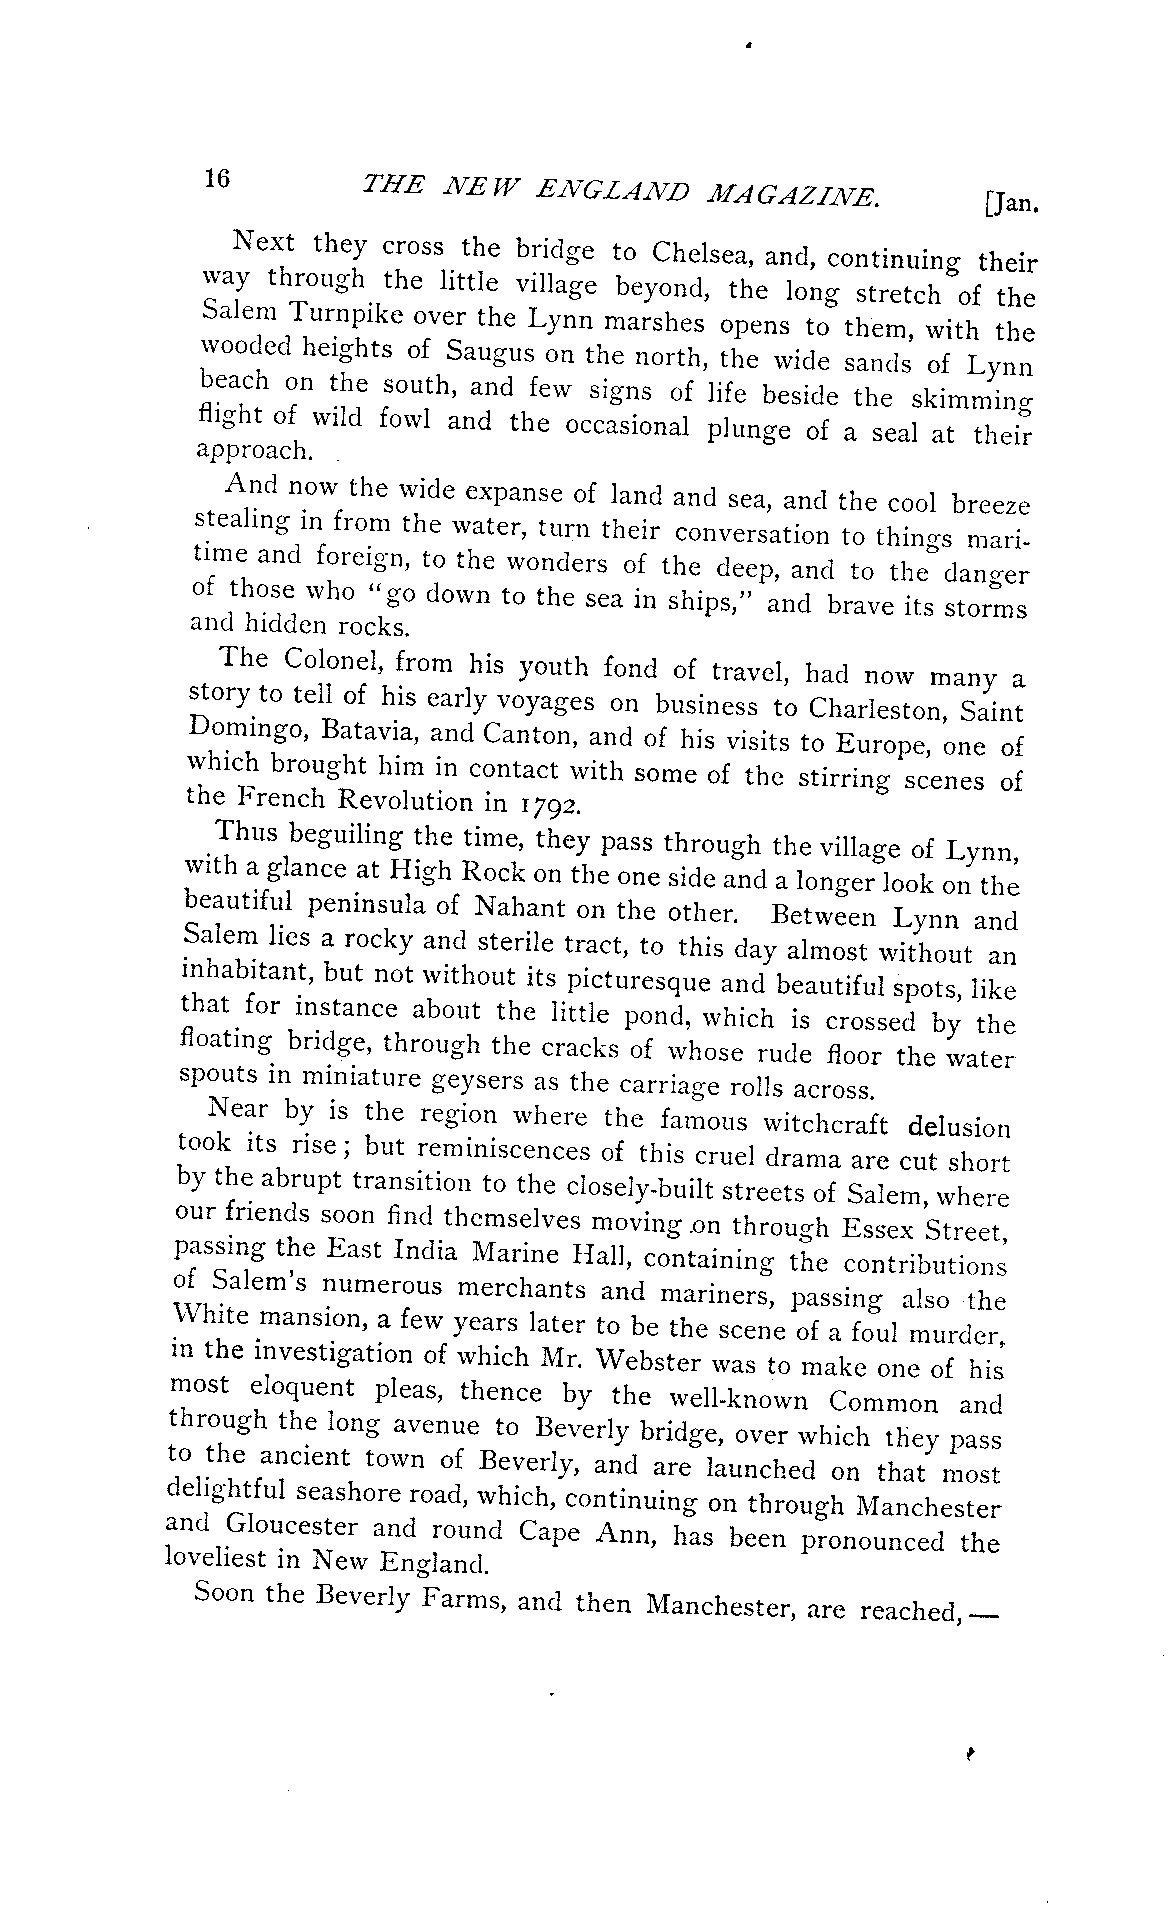 16 THE NEW ENGLAND MAGAZINE. [Jan.
Next they cross the bridge to Chelsea, and, continuing their
way through the little village beyond, the long stretch of the
Salem Turnpike over the Lynn marshes opens to them, with the
wooded heights of Saugus on the north, the wide sands of Lynn
beach on the south, and few signs of life beside the skimming
flight of wild fowl and the occasional plunge of a seal at their
approach.
And now the wide expanse of land and sea, and the cool breeze
stealing in from the water, turn their conversation to things mari-
time and foreign, to the wonders of the deep, and to the danger
of those who "go down to the sea in ships," and brave its storms
and hidden rocks.
The Colonel, from his youth fond of travel, had now many a
story to tell of his early voyages on business to Charleston, Saint
Domingo, Batavia, and Canton, and of his visits to Europe, one of
which brought him in contact with some of the stirring scenes of
the French Revolution in 1792.
Thus beguiling the time, they pass through the village of Lynn,
with a glance at High Rock on the one side and a longer look on the
beautiful peninsula of Nahant on the other. Between Lynn and
Salem lies a rocky and sterile tract, to this day almost without an
inhabitant, but not without its picturesque and beautiful spots, like
that for instance about the little pond, which is crossed by the
floating bridge, through the cracks of whose rude floor the water
spouts in miniature geysers as the carriage rolls across.
Near by is the region where the famous witchcraft delusion
took its rise; but reminiscences of this cruel drama are cut short
by the abrupt transition to the closely-built streets of Salem, where
our friends soon find themselves moving on through Essex Street,
passing the East India Marine Hall, containing the contributions
of Salem's numerous merchants and mariners, passing also the
White mansion, a few years later to be the scene of a foul murder,
in the investigation of which Mr. Webster was to make one of his
most eloquent pleas, thence by the well-known Common and
through the long avenue to Beverly bridge, over which they pass
to the ancient town of Beverly, and are launched on that most
delightful seashore road, which, continuing on through Manchester
and Gloucester and round Cape Ann, has been pronounced the
loveliest in New England.
Soon the Beverly Farms, and then Manchester, are reached,—